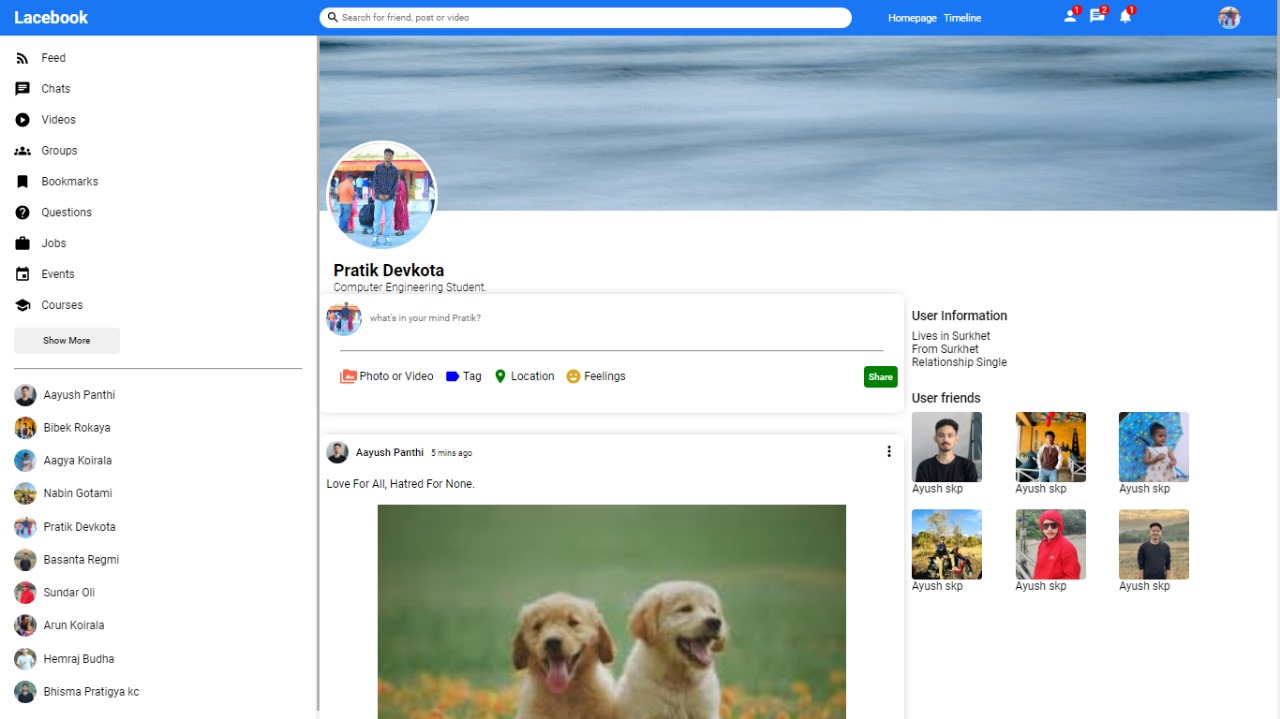 Lacebook
Search for friend, post or video
Homepage Timeline
1 2 1
Feed
Chats
Videos
Groups
Bookmarks
Questions
Jobs
Events
Courses
Show More
Aayush Panthi
Bibek Rokaya
Aagya Koirala
Nabin Gotami
Pratik Devkota
Basanta Regmi
Sundar Oli
Arun Koirala
Hemraj Budha
Bhisma Pratigya kc
Pratik Devkota
Computer Engineering Student.
what's in your mind Pratik?
Photo or Video Tag Location Feelings Share
Aayush Panthi 5 mins ago
Love For All, Hatred For None.
User Information
Lives in Surkhet
From Surkhet
Relationship Single
User friends
Ayush skp Ayush skp Ayush skp
Ayush skp Ayush skp Ayush skp